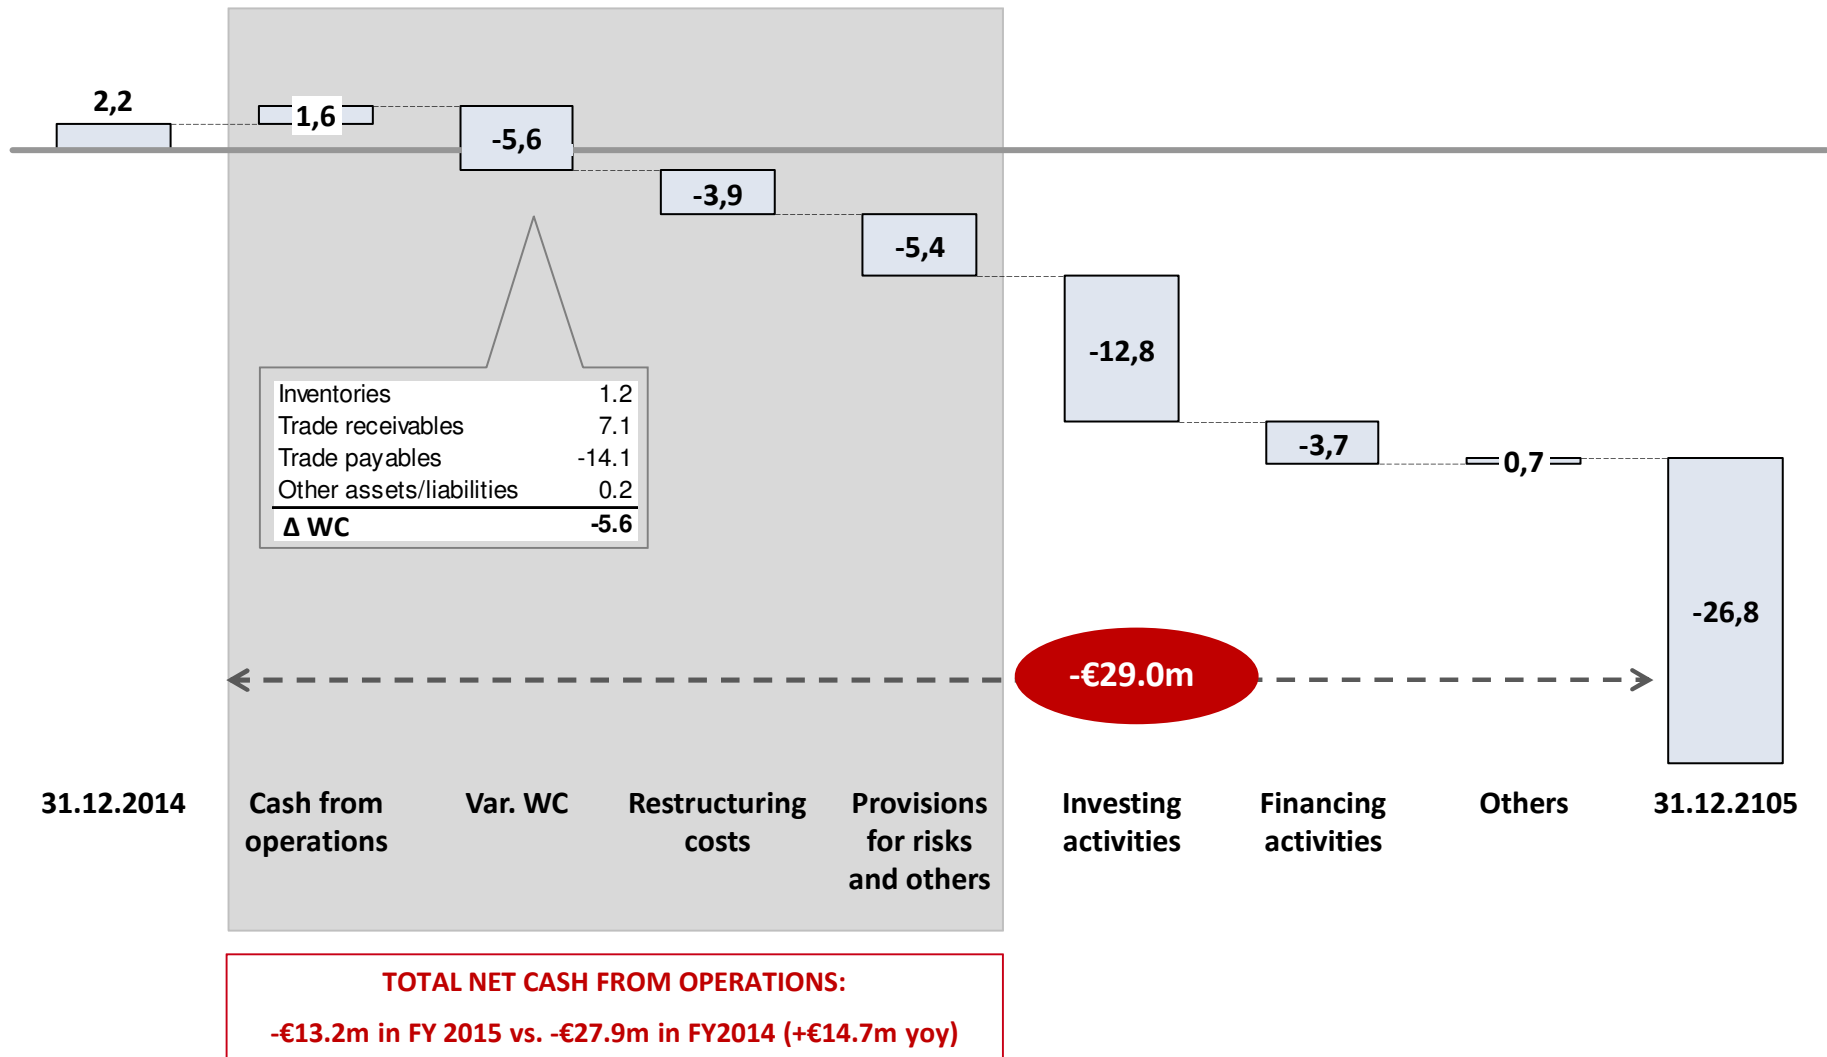 2,2
1,6
-5,6
-3,9
-5,4
-12,8
-3,7
0,7
-26,8
Inventories 1.2
Trade receivables 7.1
Trade payables -14.1
Other assets/liabilities 0.2
Δ WC -5.6
-€29.0m
31.12.2014
Cash from
operations
Var. WC
Restructuring
costs
Provisions
for risks
and others
Investing
activities
Financing
activities
Others
31.12.2105
TOTAL NET CASH FROM OPERATIONS:
-€13.2m in FY 2015 vs. -€27.9m in FY2014 (+€14.7m yoy)